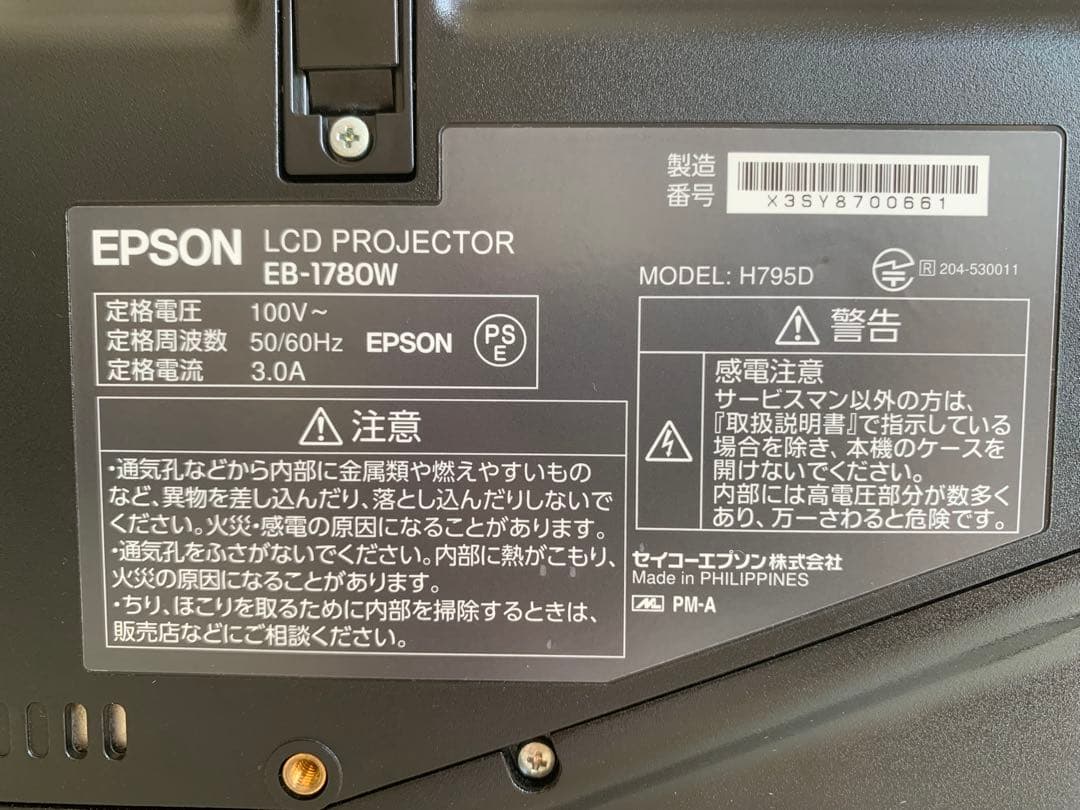 製造
番号
X3SY8700661
EPSON LCD PROJECTOR
EB-1780W
MODEL: H795D
R 204-530011
定格電圧 100V～
定格周波数 50/60Hz EPSON PSE
定格電流 3.0A
注意
・通気孔などから内部に金属類や燃えやすいもの
など、異物を差し込んだり、落とし込んだりしないで
ください。火災・感電の原因になることがあります。
・通気孔をふさがないでください。内部に熱がこもり、
火災の原因になることがあります。
・ちり、ほこりを取るために内部を掃除するときは、
販売店などにご相談ください。
警告
感電注意
サービスマン以外の方は、
『取扱説明書』で指示している
場合を除き、本機のケースを
開けないでください。
内部には高電圧部分が数多く
あり、万一さわると危険です。
セイコーエプソン株式会社
Made in PHILIPPINES
PM-A